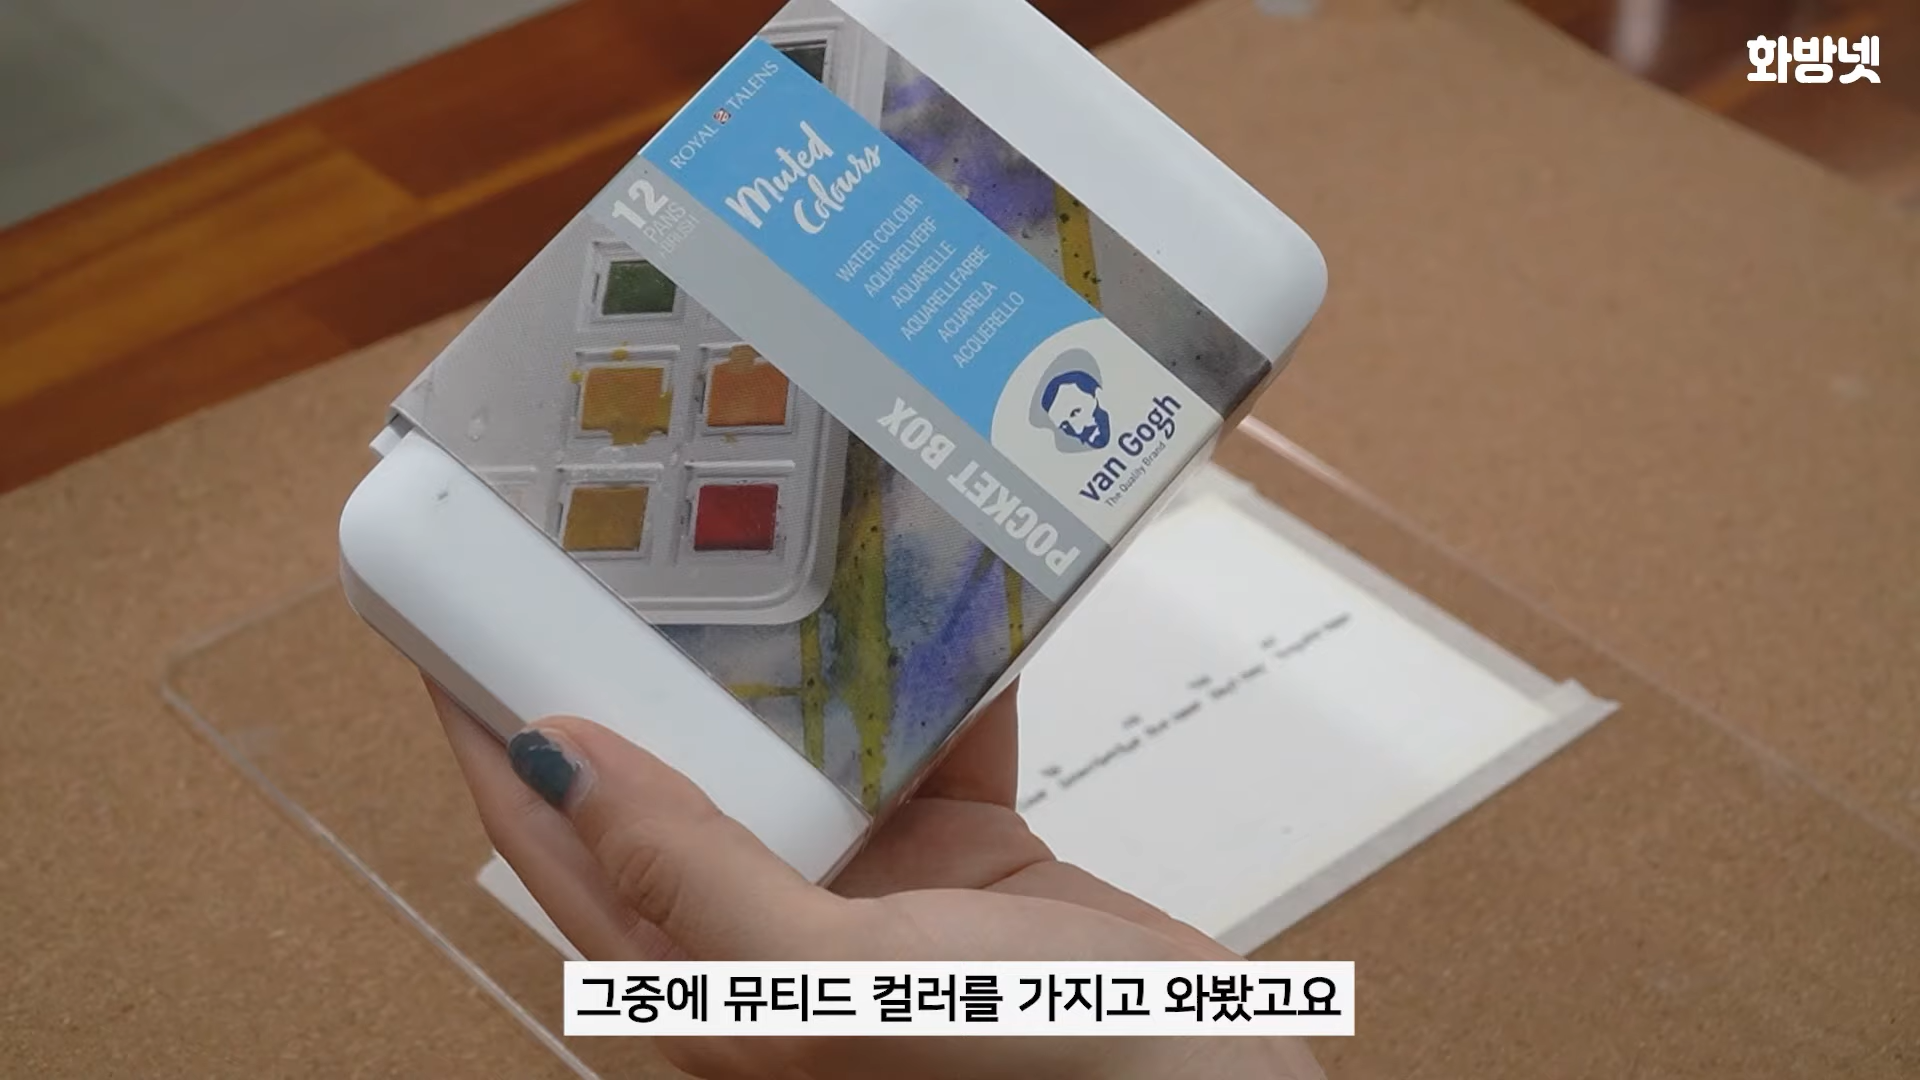 화방넷
ROYAL TALENS
Muted
Colours
WATER COLOUR
AQUARELVERF
AQUARELLE
AQUARELLFARBE
ACUARELA
ACQUERELLO
12
PANS
POCKET BOX
van Gogh
The Quality Brand
그중에 뮤티드 컬러를 가지고 와봤고요